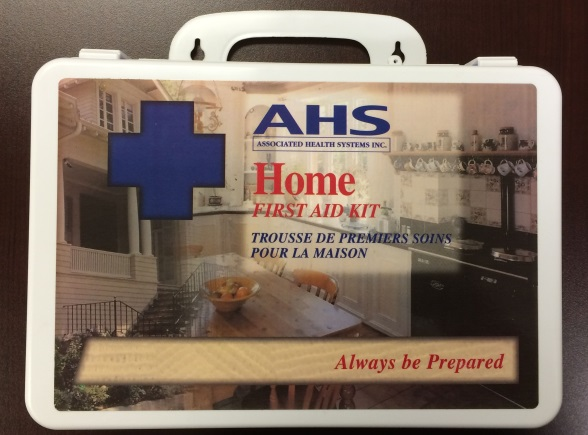 AHS
ASSOCIATED HEALTH SYSTEMS INC.
Home
FIRST AID KIT
TROUSSE DE PREMIERS SOINS
POUR LA MAISON
Always be Prepared